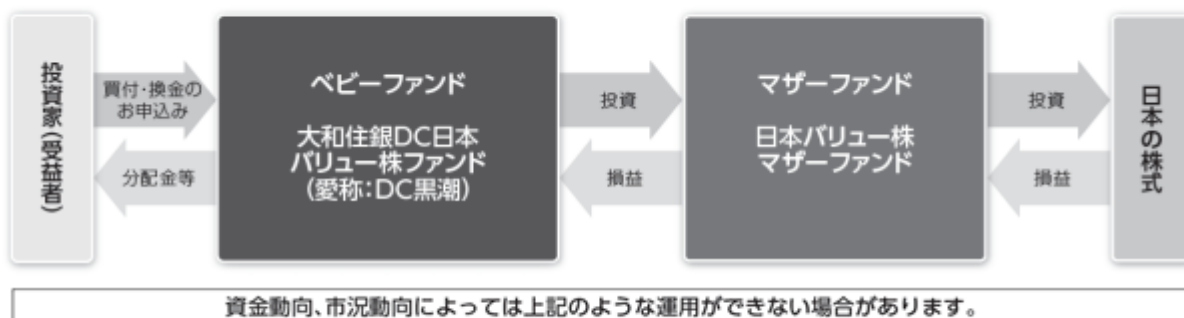 投資家（受益者）
買付・換金の
お申込み
分配金等
ベビーファンド
大和住銀DC日本
バリュー株ファンド
（愛称：DC黒潮）
投資
損益
マザーファンド
日本バリュー株
マザーファンド
投資
損益
日本の株式
資金動向、市況動向によっては上記のような運用ができない場合があります。